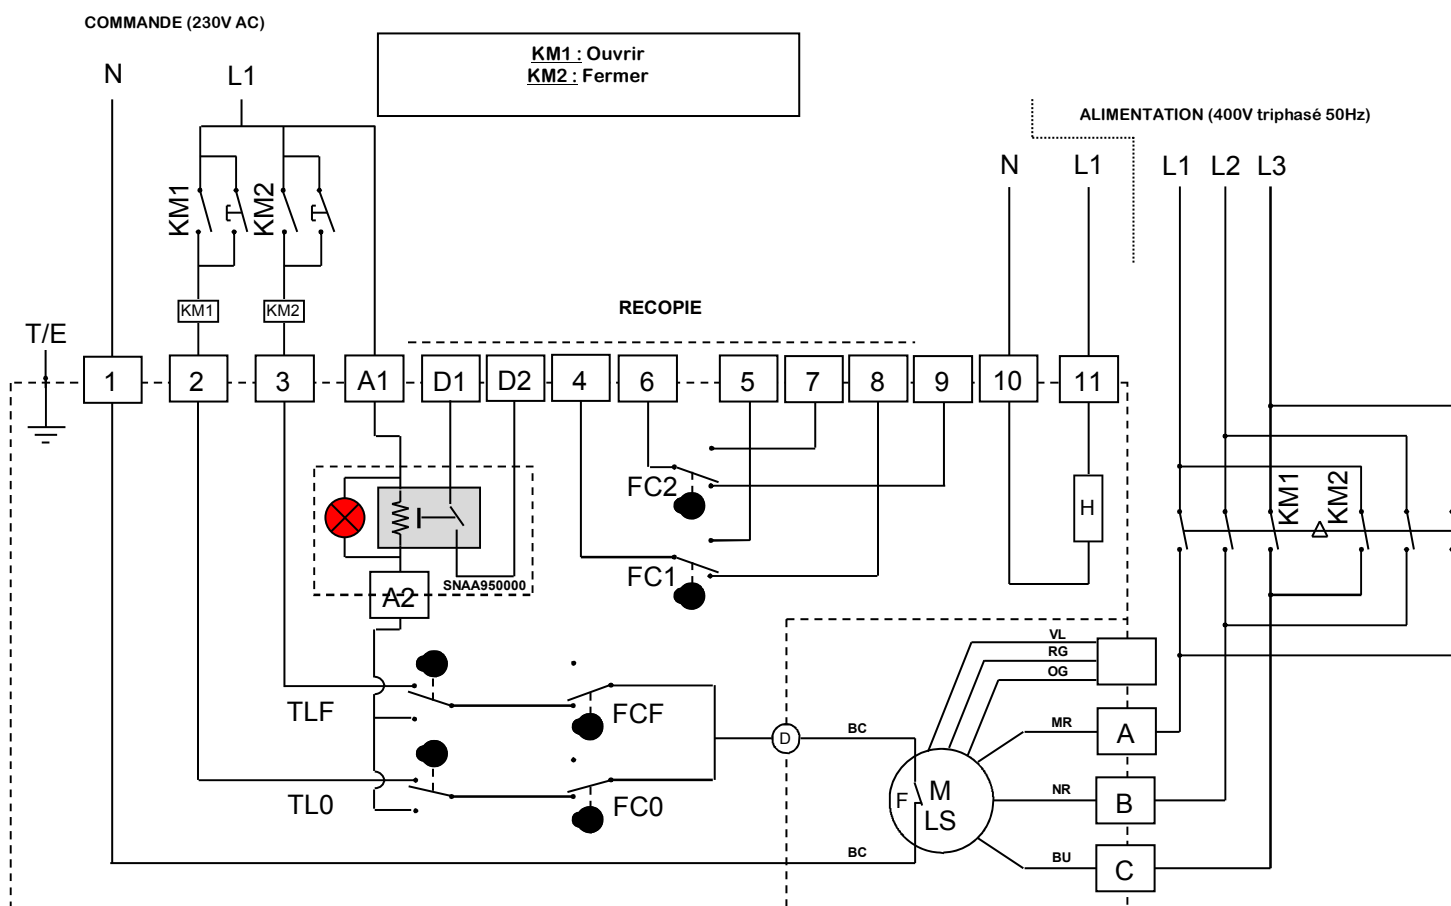 COMMANDE (230V AC)
KM1 : Ouvrir
KM2 : Fermer
ALIMENTATION (400V triphasé 50Hz)
N
L1
N
L1
L1
L2
L3
KM1
KM2
KM1
KM2
RECOPIE
T/E
1
2
3
A1
D1
D2
4
6
5
7
8
9
10
11
FC2
H
KM1
KM2
FC1
SNAA950000
A2
VL
RG
OG
TLF
FCF
D
BC
MR
A
TL0
FC0
F
M
LS
NR
B
BC
BU
C